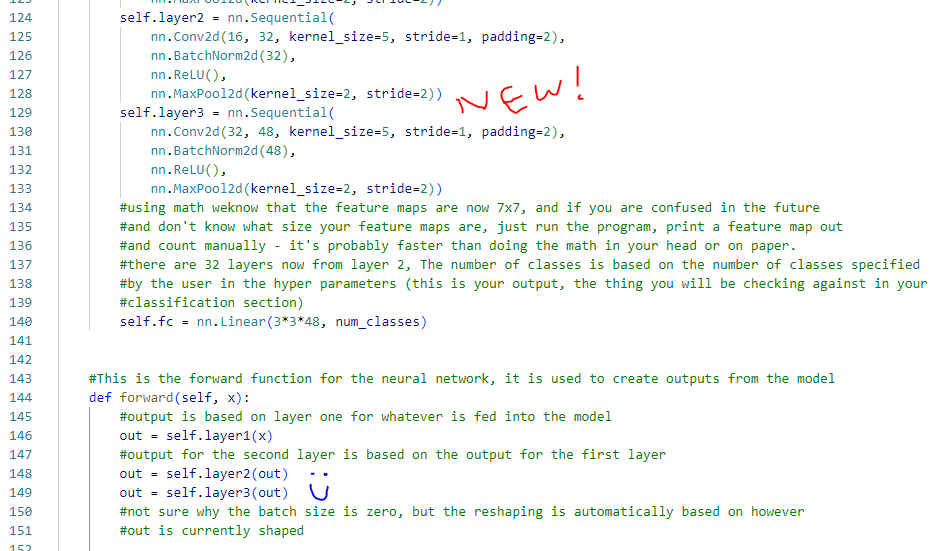 124 self.layer2 = nn.Sequential(
125 nn.Conv2d(16, 32, kernel_size=5, stride=1, padding=2),
126 nn.BatchNorm2d(32),
127 nn.ReLU(),
128 nn.MaxPool2d(kernel_size=2, stride=2))
NEW!
129 self.layer3 = nn.Sequential(
130 nn.Conv2d(32, 48, kernel_size=5, stride=1, padding=2),
131 nn.BatchNorm2d(48),
132 nn.ReLU(),
133 nn.MaxPool2d(kernel_size=2, stride=2))
134 #using math weknow that the feature maps are now 7x7, and if you are confused in the future
135 #and don't know what size your feature maps are, just run the program, print a feature map out
136 #and count manually - it's probably faster than doing the math in your head or on paper.
137 #there are 32 layers now from layer 2, The number of classes is based on the number of classes specified
138 #by the user in the hyper parameters (this is your output, the thing you will be checking against in your
139 #classification section)
140 self.fc = nn.Linear(3*3*48, num_classes)
141
142
143 #This is the forward function for the neural network, it is used to create outputs from the model
144 def forward(self, x):
145 #output is based on layer one for whatever is fed into the model
146 out = self.layer1(x)
147 #output for the second layer is based on the output for the first layer
148 out = self.layer2(out)
149 out = self.layer3(out)
150 #not sure why the batch size is zero, but the reshaping is automatically based on however
151 #out is currently shaped